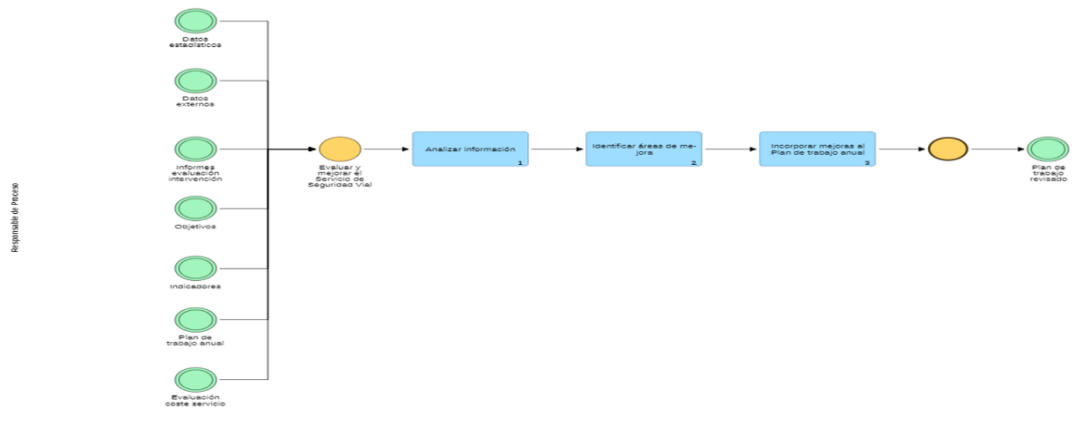 Datos
estadísticos
Datos
externos
Informes
evaluación
intervención
Objetivos
Indicadores
Plan de
trabajo anual
Evaluación
coste servicio
Responsable de Proceso
Evaluar y
mejorar el
Servicio de
Seguridad Vial
Analizar información
1
Identificar áreas de me-
jora
2
Incorporar mejoras al
Plan de trabajo anual
3
Plan de
trabajo
revisado